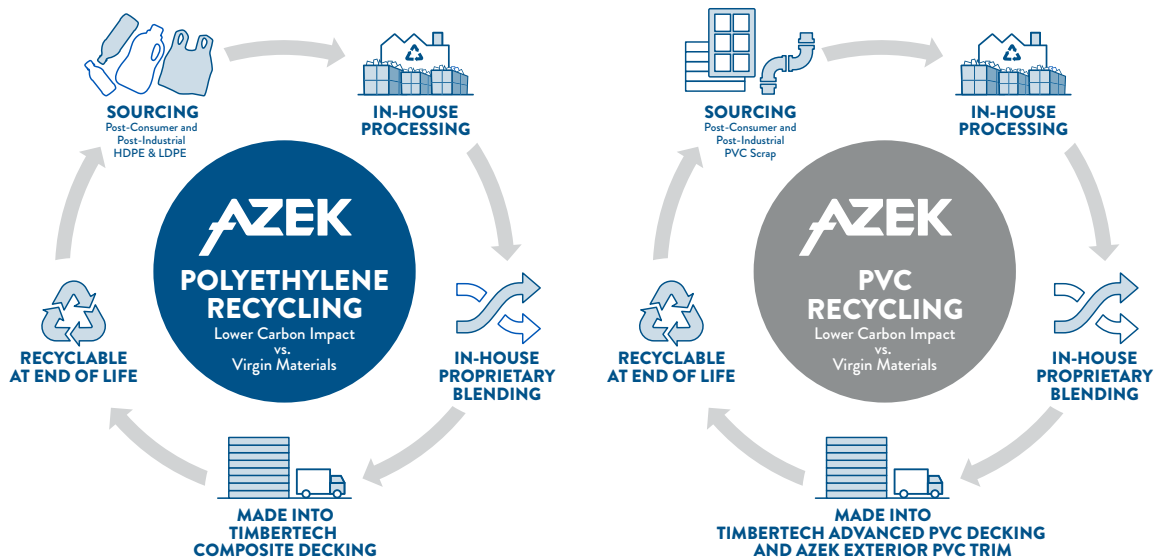 SOURCING
Post-Consumer and
Post-Industrial
HDPE & LDPE
IN-HOUSE
PROCESSING
AZEK
POLYETHYLENE
RECYCLING
Lower Carbon Impact
vs.
Virgin Materials
IN-HOUSE
PROPRIETARY
BLENDING
MADE INTO
TIMBERTECH
COMPOSITE DECKING
RECYCLABLE
AT END OF LIFE
SOURCING
Post-Consumer and
Post-Industrial
PVC Scrap
IN-HOUSE
PROCESSING
AZEK
PVC
RECYCLING
Lower Carbon Impact
vs.
Virgin Materials
IN-HOUSE
PROPRIETARY
BLENDING
MADE INTO
TIMBERTECH ADVANCED PVC DECKING
AND AZEK EXTERIOR PVC TRIM
RECYCLABLE
AT END OF LIFE